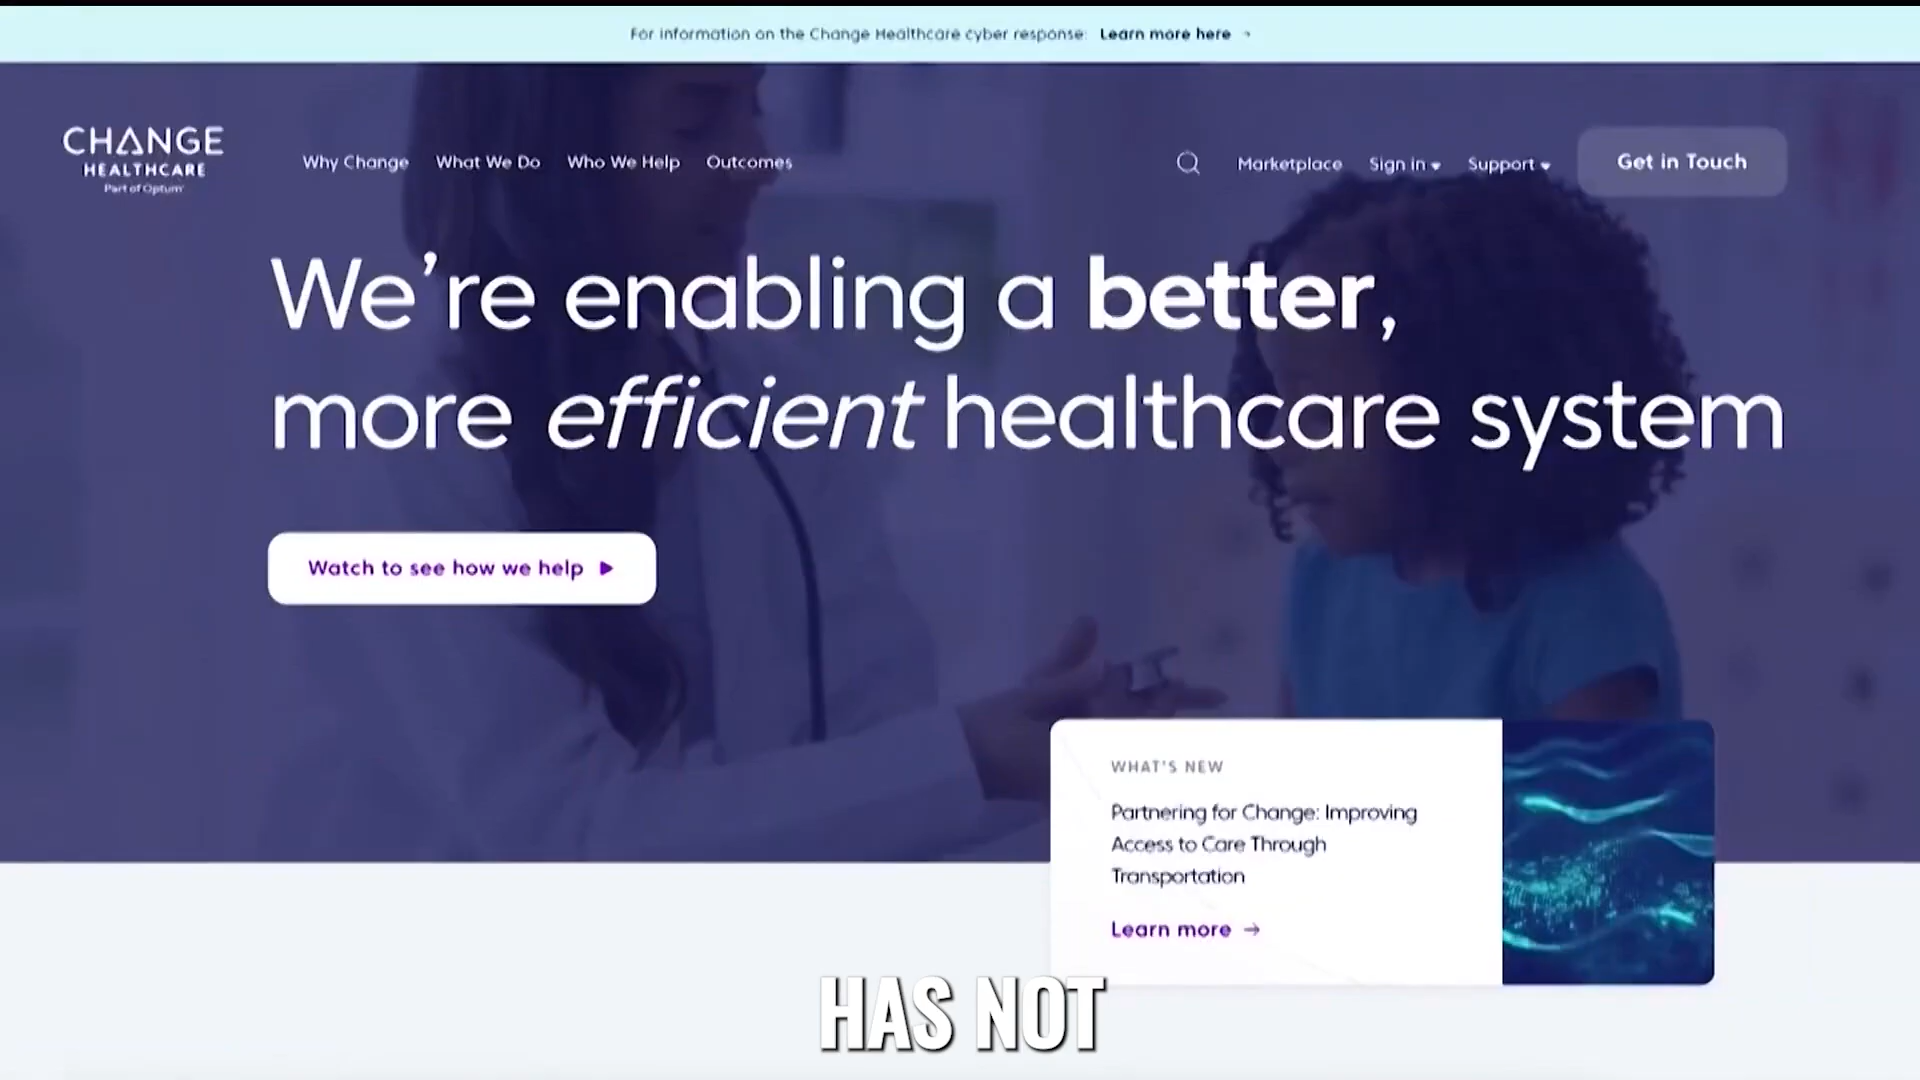 For information on the Change Healthcare cyber response: Learn more here
CHANGE
HEALTHCARE
Part of Optum
Why Change What We Do Who We Help Outcomes
Marketplace Sign in Support Get in Touch
We're enabling a better,
more efficient healthcare system
Watch to see how we help
WHAT'S NEW
Partnering for Change: Improving
Access to Care Through
Transportation
Learn more →
HAS NOT